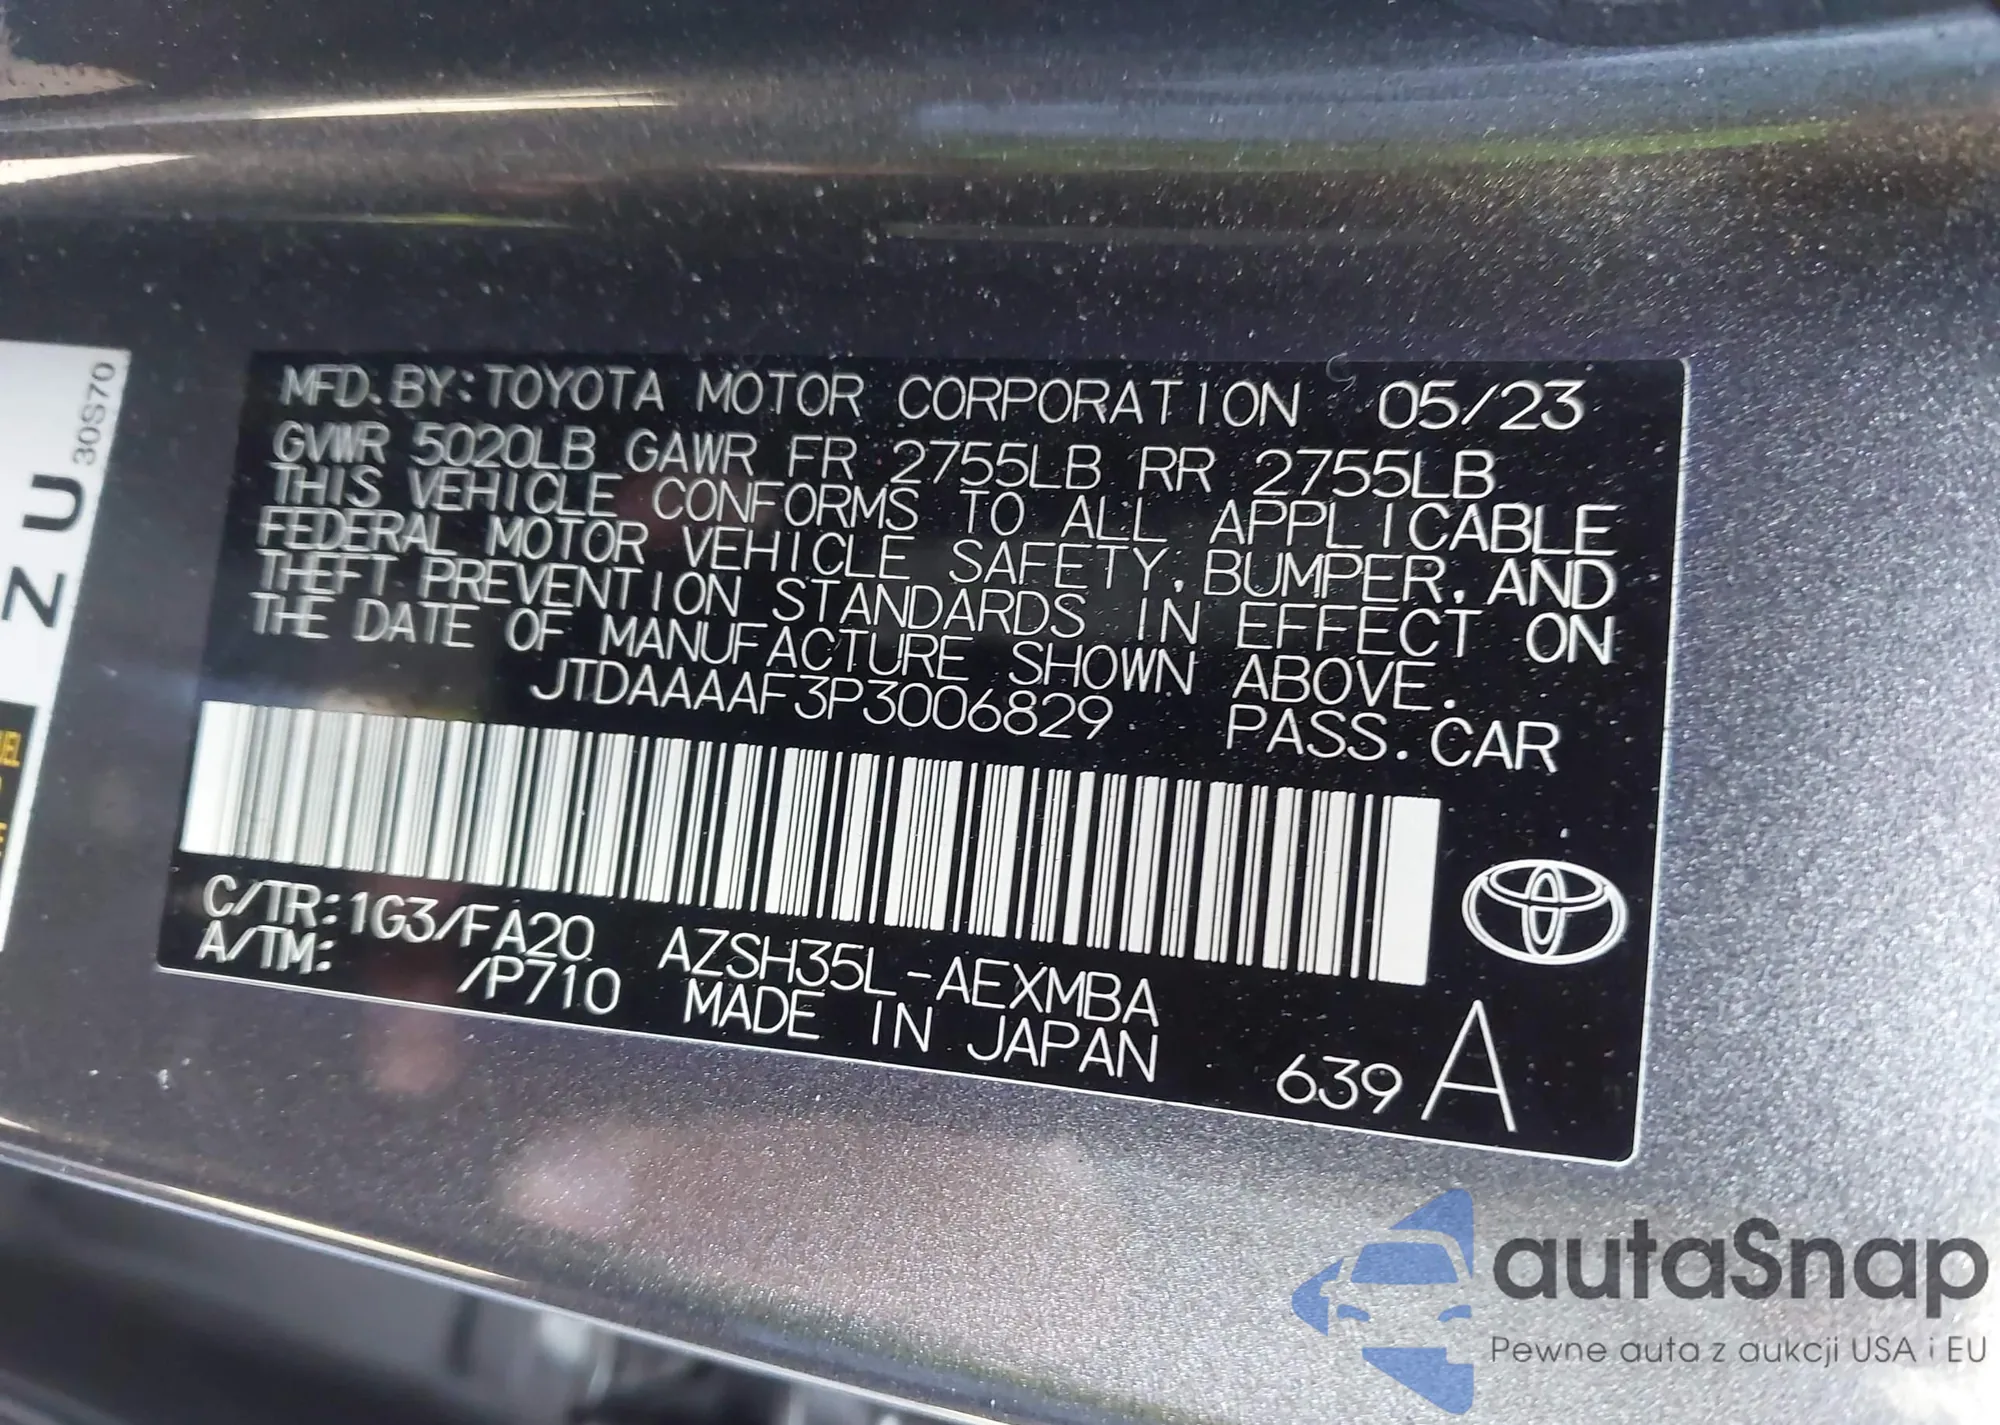 MFD. BY: TOYOTA MOTOR CORPORATION 05/23
GVWR 5020LB GAWR FR 2755LB RR 2755LB
THIS VEHICLE CONFORMS TO ALL APPLICABLE
FEDERAL MOTOR VEHICLE SAFETY, BUMPER, AND
THEFT PREVENTION STANDARDS IN EFFECT ON
THE DATE OF MANUFACTURE SHOWN ABOVE.
JTDAAAAF3P3006829 PASS. CAR
C/TR: 1G3/FA20 AZSH35L-AEXMBA
A/TM: /P710 MADE IN JAPAN
639 A
Z U
30S70
autaSnap
Pewne auta z aukcji USA i EU